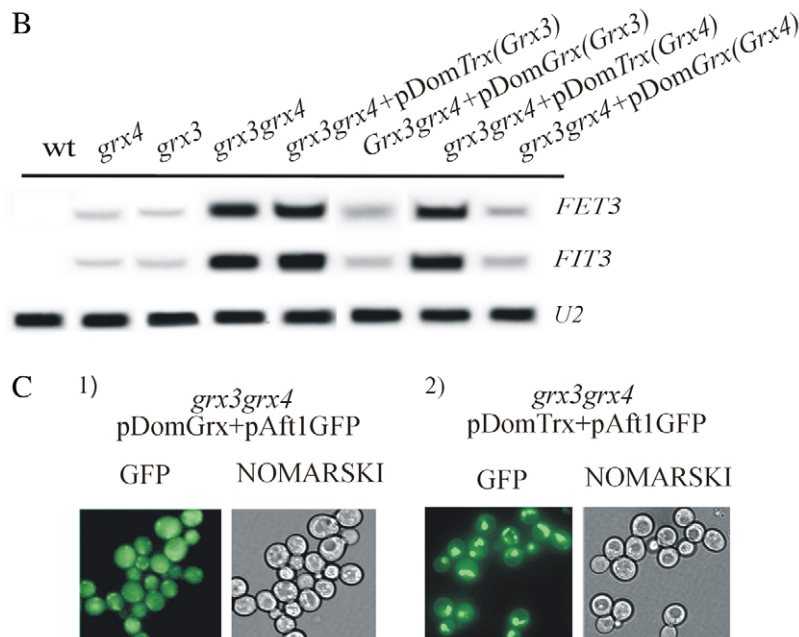 B
wt grx4 grx3 grx3grx4 grx3grx4+pDomTrx(Grx3) Grx3grx4+pDomGrx(Grx3) grx3grx4+pDomTrx(Grx4) grx3grx4+pDomGrx(Grx4)
FET3
FIT3
U2
C 1) 2)
grx3grx4 grx3grx4
pDomGrx+pAft1GFP pDomTrx+pAft1GFP
GFP NOMARSKI GFP NOMARSKI